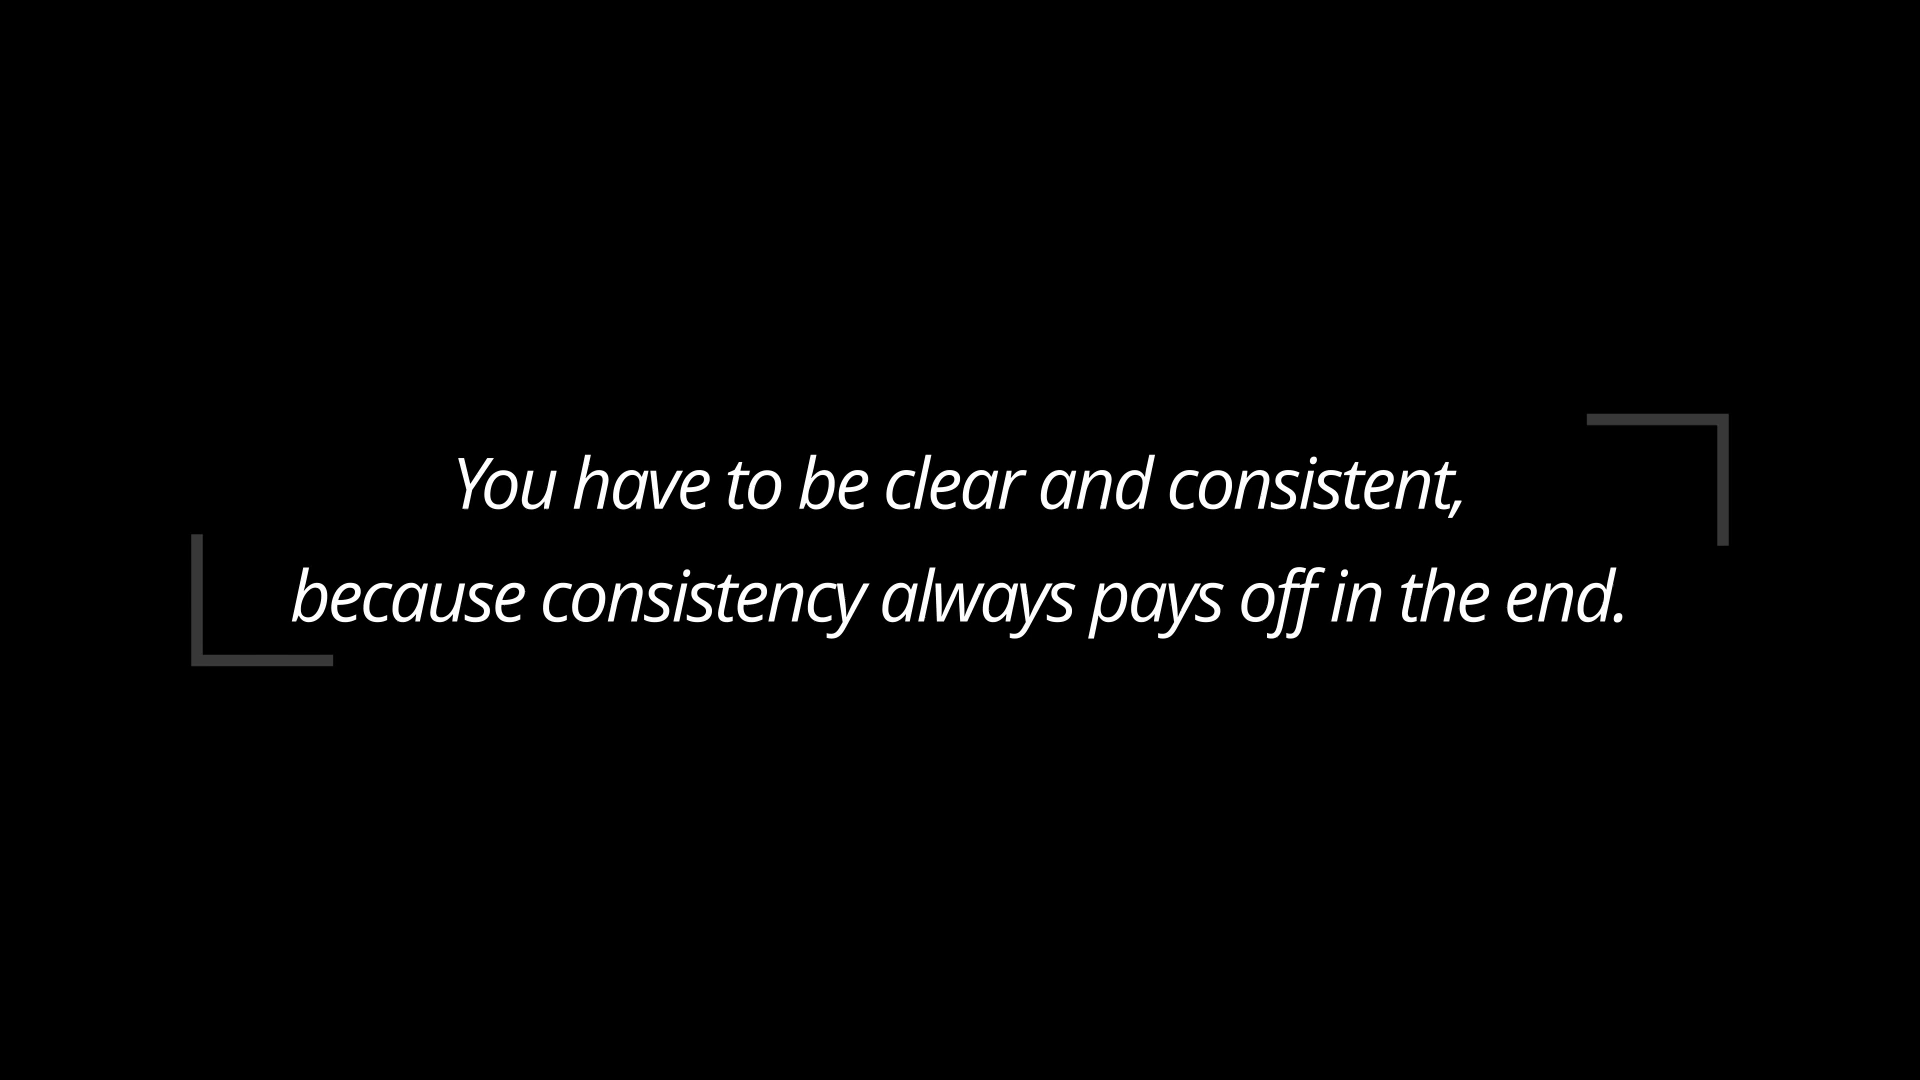 You have to be clear and consistent,
because consistency always pays off in the end.